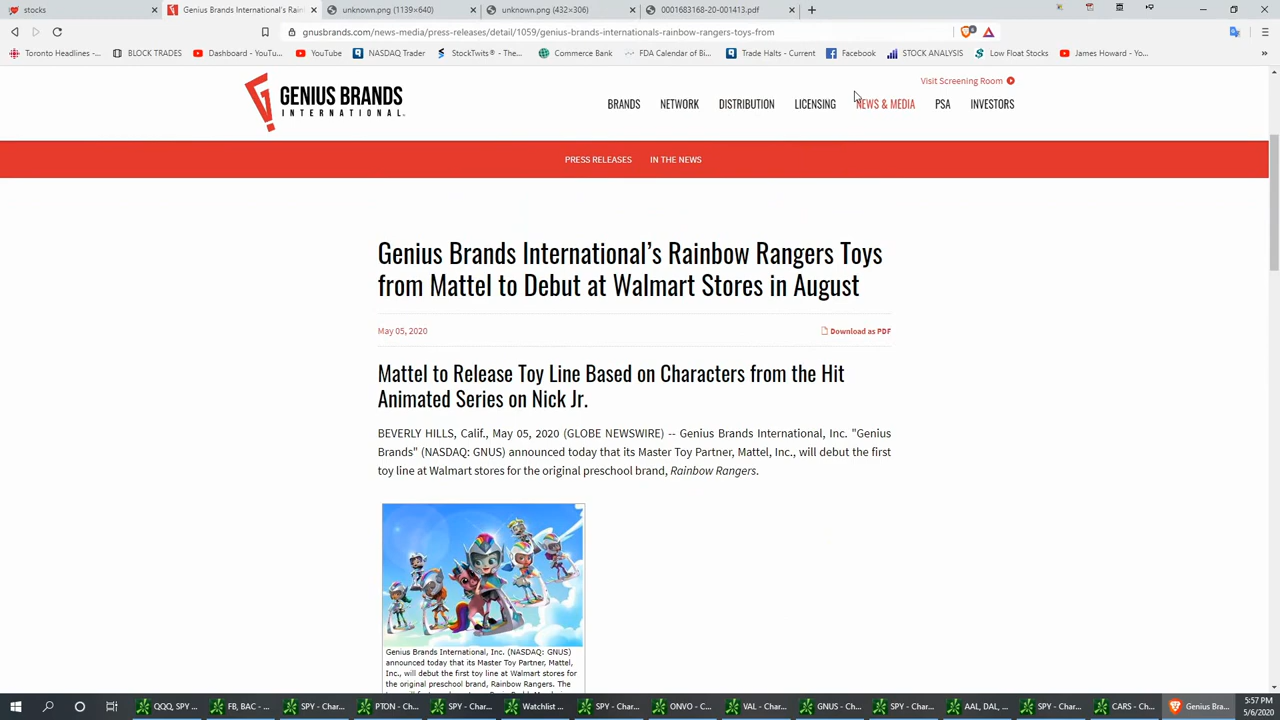 stocks
Genius Brands International's Rain
unknown.png (1139×640)
unknown.png (432×306)
0001683168-20-001413.pdf
gnusbrands.com/news-media/press-releases/detail/1059/genius-brands-internationals-rainbow-rangers-toys-from
Toronto Headlines -...
BLOCK TRADES
Dashboard - YouTu...
YouTube
NASDAQ Trader
StockTwits® - The...
Commerce Bank
FDA Calendar of Bi...
Trade Halts - Current
Facebook
STOCK ANALYSIS
Low Float Stocks
James Howard - Yo...
Visit Screening Room
GENIUS BRANDS
INTERNATIONAL
BRANDS
NETWORK
DISTRIBUTION
LICENSING
NEWS & MEDIA
PSA
INVESTORS
PRESS RELEASES
IN THE NEWS
Genius Brands International's Rainbow Rangers Toys
from Mattel to Debut at Walmart Stores in August
May 05, 2020
Download as PDF
Mattel to Release Toy Line Based on Characters from the Hit
Animated Series on Nick Jr.
BEVERLY HILLS, Calif., May 05, 2020 (GLOBE NEWSWIRE) -- Genius Brands International, Inc. "Genius
Brands" (NASDAQ: GNUS) announced today that its Master Toy Partner, Mattel, Inc., will debut the first
toy line at Walmart stores for the original preschool brand, Rainbow Rangers.
Genius Brands International, Inc. (NASDAQ: GNUS)
announced today that its Master Toy Partner, Mattel,
Inc., will debut the first toy line at Walmart stores for
the original preschool brand, Rainbow Rangers. The
QQQ, SPY ...
FB, BAC - ...
SPY - Char...
PTON - C...
SPY - Char...
Watchlist ...
SPY - Char...
ONVO - C...
VAL - Char...
GNUS - Ch...
SPY - Char...
AAL, DAL, ...
SPY - Char...
CARS - Ch...
Genius Bra...
5:57 PM
5/6/2020